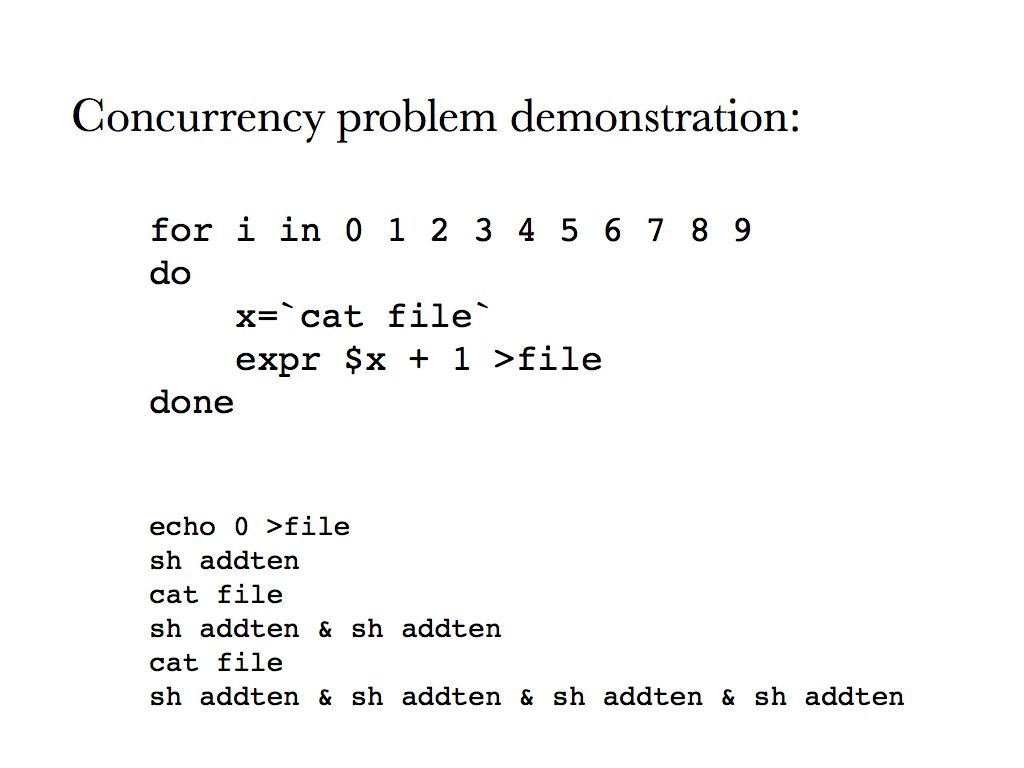 Concurrency problem demonstration:
for i in 0 1 2 3 4 5 6 7 8 9
do
    x=`cat file`
    expr $x + 1 >file
done
echo 0 >file
sh addten
cat file
sh addten & sh addten
cat file
sh addten & sh addten & sh addten & sh addten